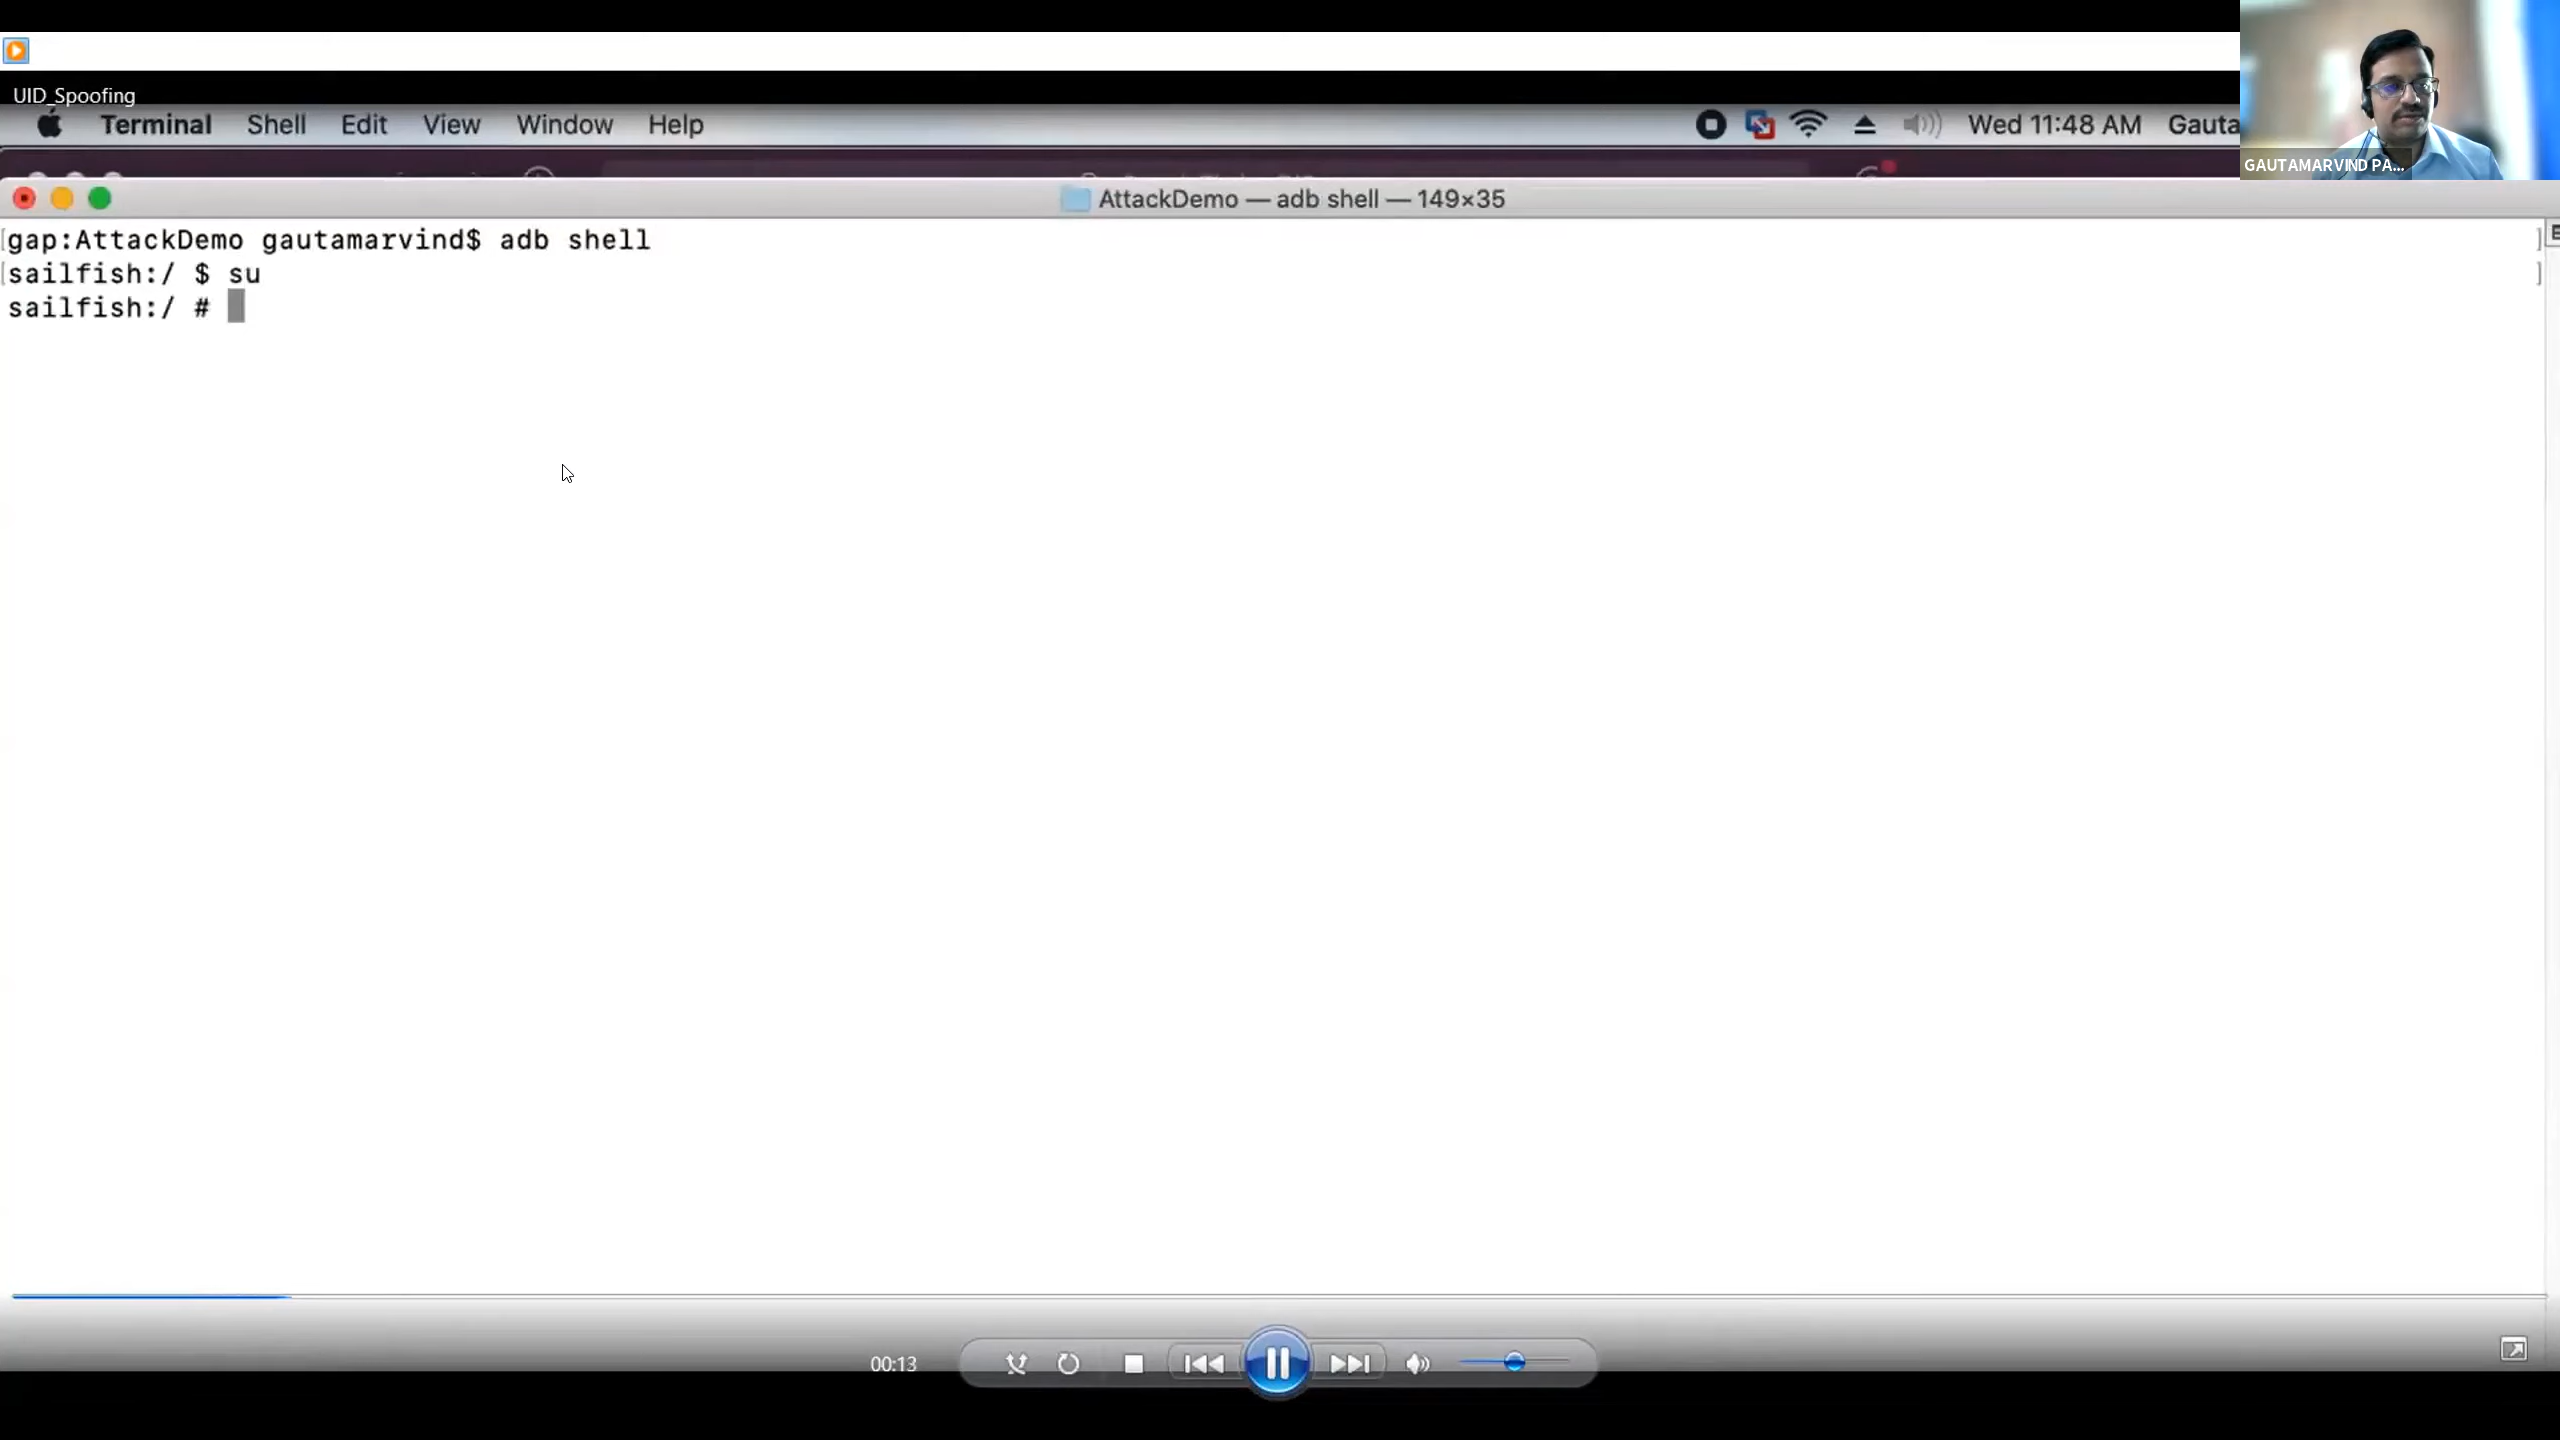 UID_Spoofing
Terminal Shell Edit View Window Help Wed 11:48 AM Gauta
GAUTAMARVIND PA...
AttackDemo — adb shell — 149×35
[gap:AttackDemo gautamarvind$ adb shell ]
[sailfish:/ $ su ]
sailfish:/ #
00:13